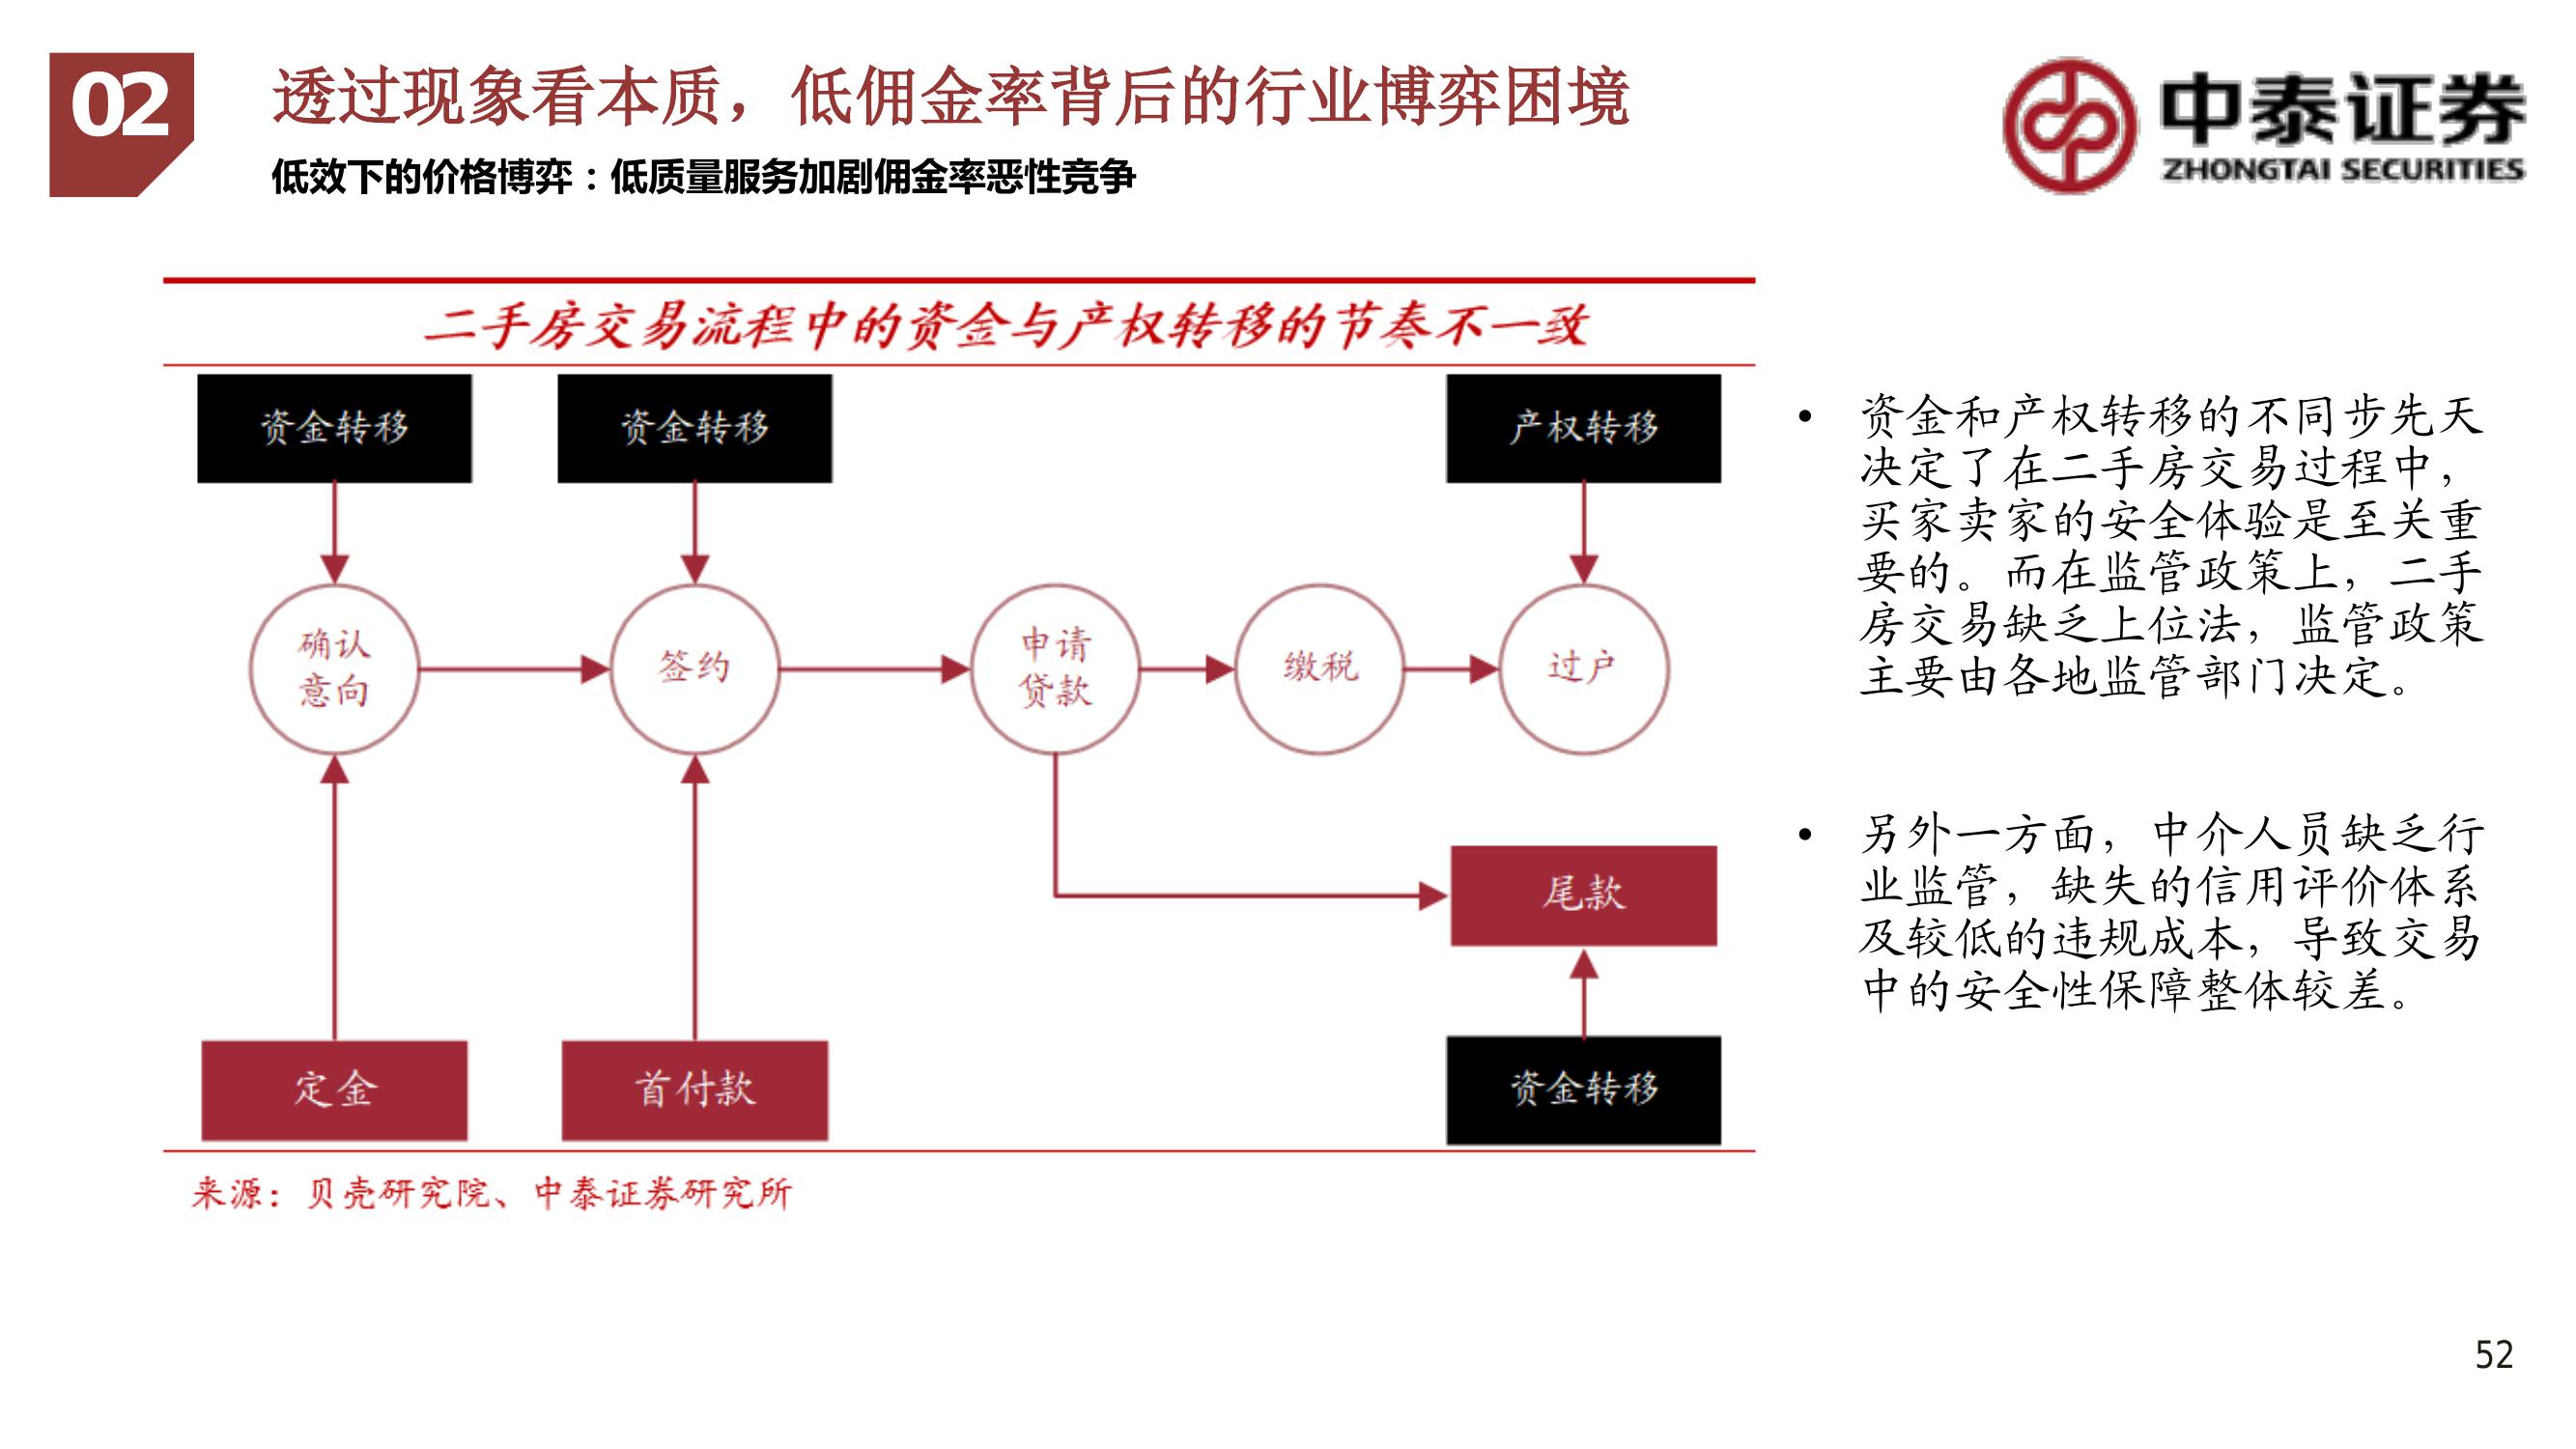 02
透过现象看本质，低佣金率背后的行业博弈困境
低效下的价格博弈：低质量服务加剧佣金率恶性竞争
中泰证券
ZHONGTAI SECURITIES
二手房交易流程中的资金与产权转移的节奏不一致
资金转移
资金转移
产权转移
确认
意向
签约
申请
贷款
缴税
过户
尾款
定金
首付款
资金转移
来源：贝壳研究院、中泰证券研究所
• 资金和产权转移的不同步先天
决定了在二手房交易过程中，
买家卖家的安全体验是至关重
要的。而在监管政策上，二手
房交易缺乏上位法，监管政策
主要由各地监管部门决定。
• 另外一方面，中介人员缺乏行
业监管，缺失的信用评价体系
及较低的违规成本，导致交易
中的安全性保障整体较差。
52